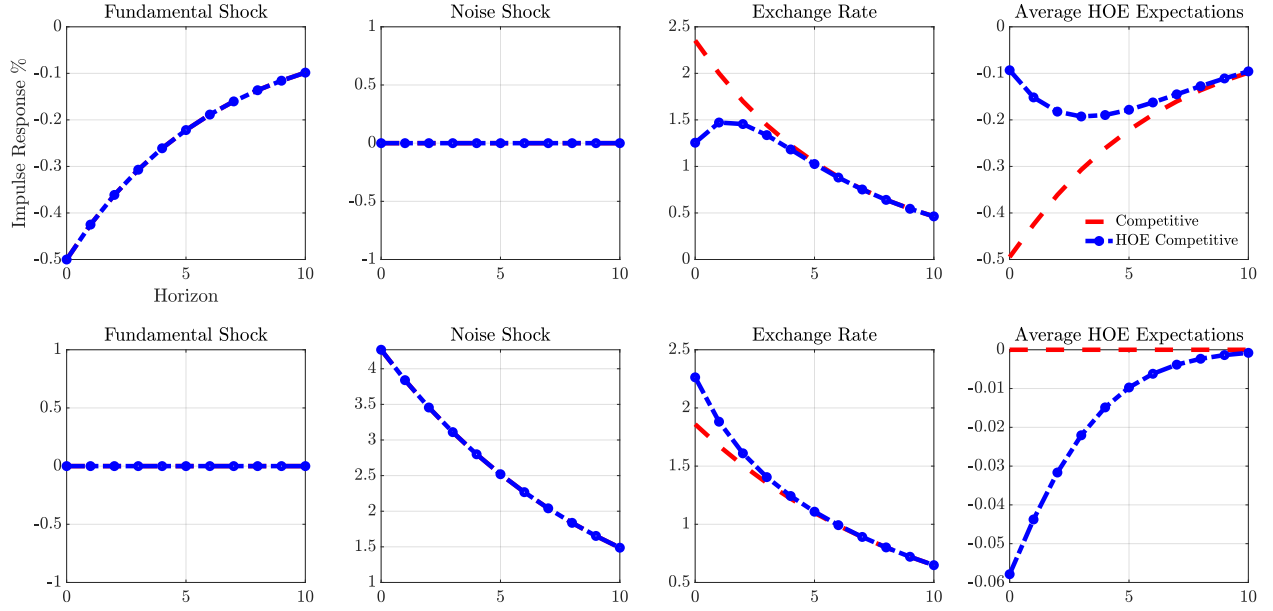 Fundamental Shock
Noise Shock
Exchange Rate
Average HOE Expectations
Impulse Response %
0
-0.1
-0.2
-0.3
-0.4
-0.5
0 5 10
Horizon
1
0.5
0
-0.5
-1
0 5 10
2.5
2
1.5
1
0.5
0
0 5 10
0
-0.1
-0.2
-0.3
-0.4
-0.5
0 5 10
Competitive
HOE Competitive
Fundamental Shock
Noise Shock
Exchange Rate
Average HOE Expectations
1
0.5
0
-0.5
-1
0 5 10
4
3.5
3
2.5
2
1.5
1
0 5 10
2.5
2
1.5
1
0.5
0 5 10
0
-0.01
-0.02
-0.03
-0.04
-0.05
-0.06
0 5 10